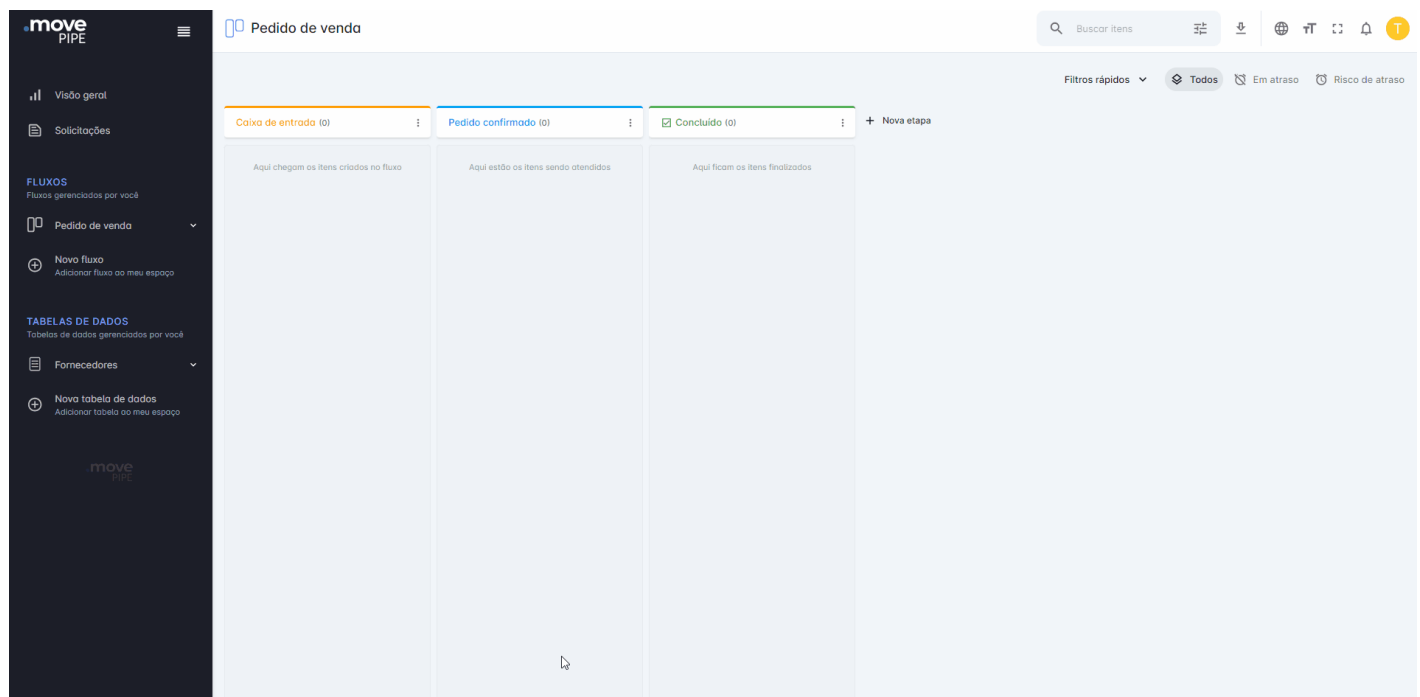 .move
PIPE
Pedido de venda
Buscar itens
T
Filtros rápidos
Todos
Em atraso
Risco de atraso
Visão geral
Solicitações
FLUXOS
Fluxos gerenciados por você
Pedido de venda
Novo fluxo
Adicionar fluxo ao meu espaço
TABELAS DE DADOS
Tabelas de dados gerenciados por você
Fornecedores
Nova tabela de dados
Adicionar tabela ao meu espaço
.move
PIPE
Caixa de entrada (0)
Aqui chegam os itens criados no fluxo
Pedido confirmado (0)
Aqui estão os itens sendo atendidos
Concluído (0)
Aqui ficam os itens finalizados
+ Nova etapa